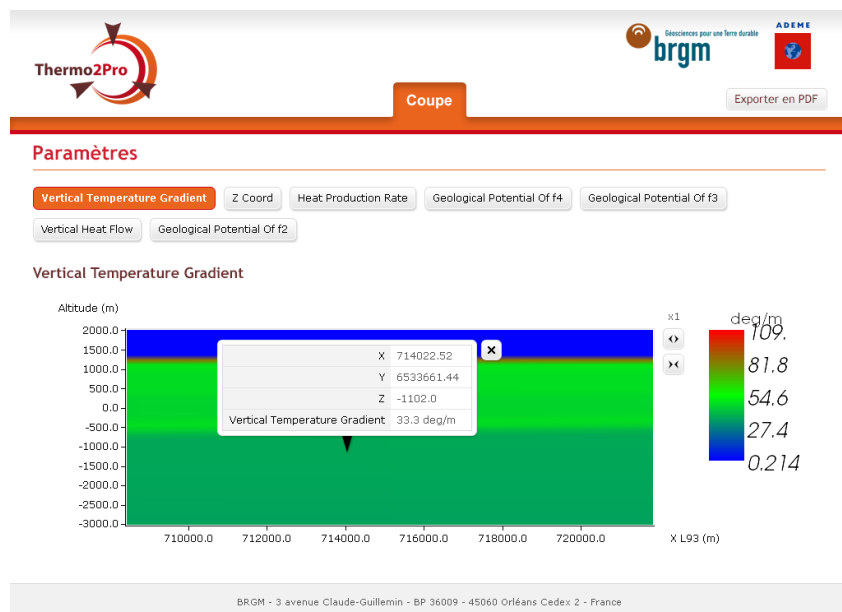 Thermo2Pro
Géosciences pour une Terre durable
brgm
ADEME
Coupe
Exporter en PDF
Paramètres
Vertical Temperature Gradient
Z Coord
Heat Production Rate
Geological Potential Of f4
Geological Potential Of f3
Vertical Heat Flow
Geological Potential Of f2
Vertical Temperature Gradient
Altitude (m)
2000.0
1500.0
1000.0
500.0
0.0
-500.0
-1000.0
-1500.0
-2000.0
-2500.0
-3000.0
X 714022.52
Y 6533661.44
Z -1102.0
Vertical Temperature Gradient 33.3 deg/m
x1
deg/m
109.
81.8
54.6
27.4
0.214
710000.0 712000.0 714000.0 716000.0 718000.0 720000.0 X L93 (m)
BRGM - 3 avenue Claude-Guillemin - BP 36009 - 45060 Orléans Cedex 2 - France